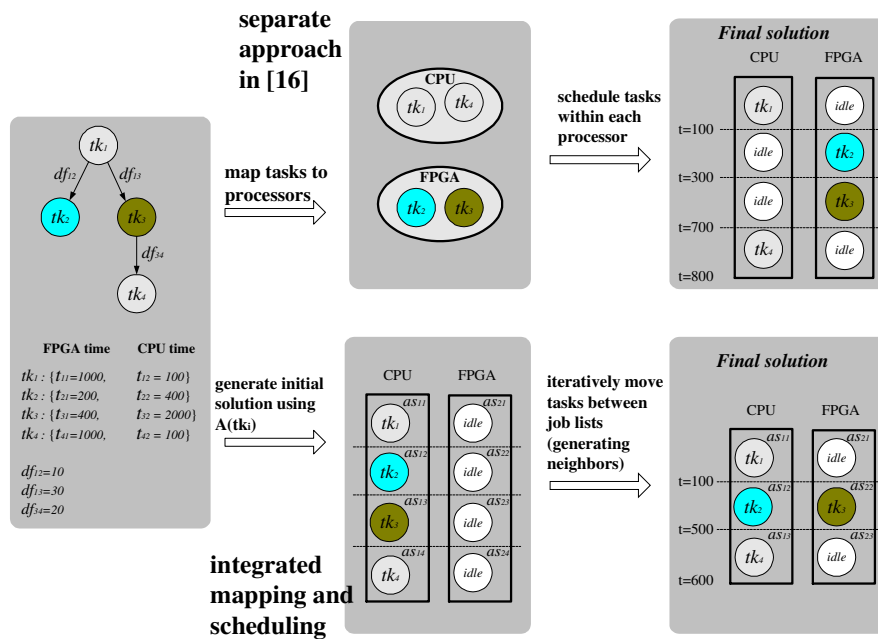 separate
approach
in [16]
tk1
df12
df13
tk2
tk3
df34
tk4
FPGA time
CPU time
tk1 : {t11=1000, t12 = 100}
tk2 : {t21=200, t22 = 400}
tk3 : {t31=400, t32 = 2000}
tk4 : {t41=1000, t42 = 100}
df12=10
df13=30
df34=20
map tasks to
processors
CPU
tk1
tk4
FPGA
tk2
tk3
schedule tasks
within each
processor
Final solution
CPU
FPGA
tk1
idle
t=100
idle
tk2
t=300
idle
tk3
t=700
tk4
idle
t=800
generate initial
solution using
A(tki)
CPU
FPGA
as11
as21
tk1
idle
as12
as22
tk2
idle
as13
as23
tk3
idle
as14
as24
tk4
idle
integrated
mapping and
scheduling
iteratively move
tasks between
job lists
(generating
neighbors)
Final solution
CPU
FPGA
as11
as21
tk1
idle
t=100
as12
as22
tk2
tk3
t=500
as13
as23
tk4
idle
t=600